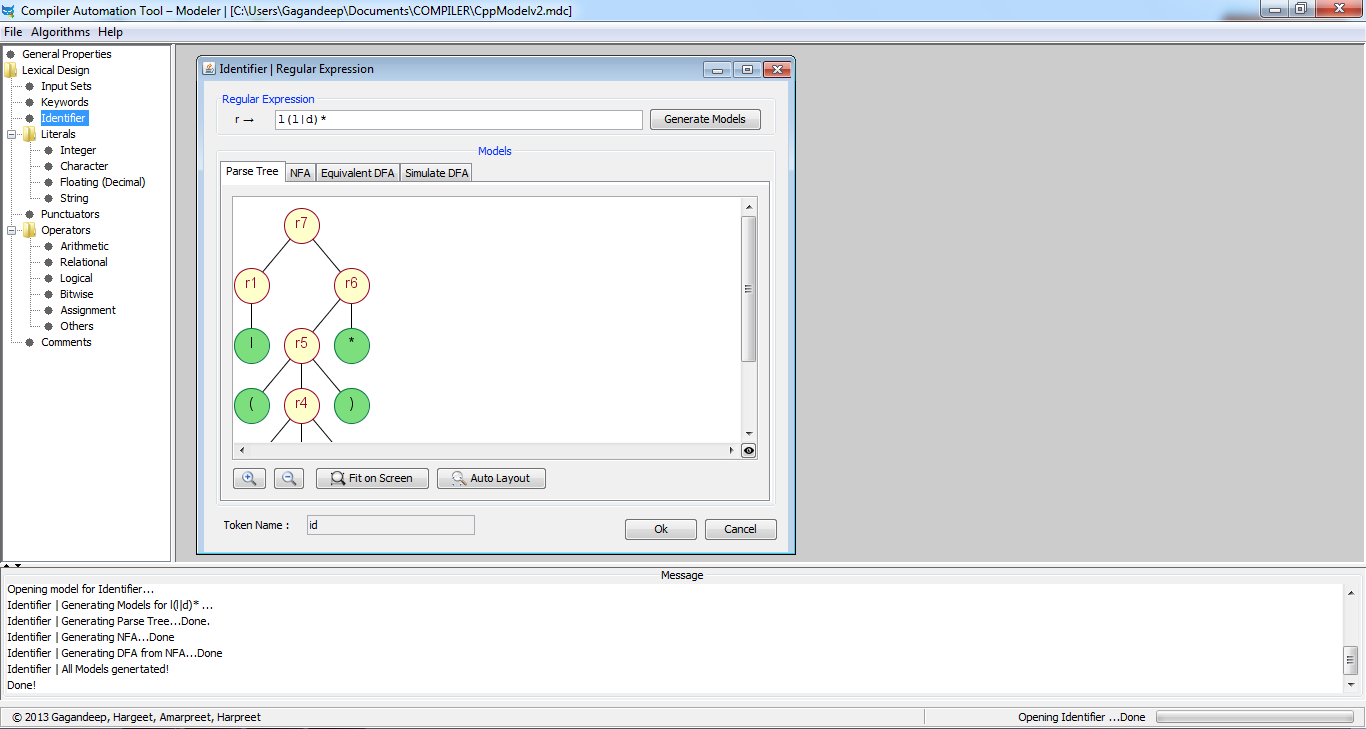 Compiler Automation Tool – Modeler | [C:\Users\Gagandeep\Documents\COMPILER\CppModelv2.mdc]
File Algorithms Help
General Properties
Lexical Design
Input Sets
Keywords
Identifier
Literals
Integer
Character
Floating (Decimal)
String
Punctuators
Operators
Arithmetic
Relational
Logical
Bitwise
Assignment
Others
Comments
Identifier | Regular Expression
Regular Expression
r → l(l|d)* Generate Models
Models
Parse Tree NFA Equivalent DFA Simulate DFA
r7
r1 r6
l r5 *
( r4 )
Fit on Screen Auto Layout
Token Name : id Ok Cancel
Message
Opening model for Identifier...
Identifier | Generating Models for l(l|d)* ...
Identifier | Generating Parse Tree...Done.
Identifier | Generating NFA...Done
Identifier | Generating DFA from NFA...Done
Identifier | All Models genertated!
Done!
© 2013 Gagandeep, Hargeet, Amarpreet, Harpreet Opening Identifier ...Done